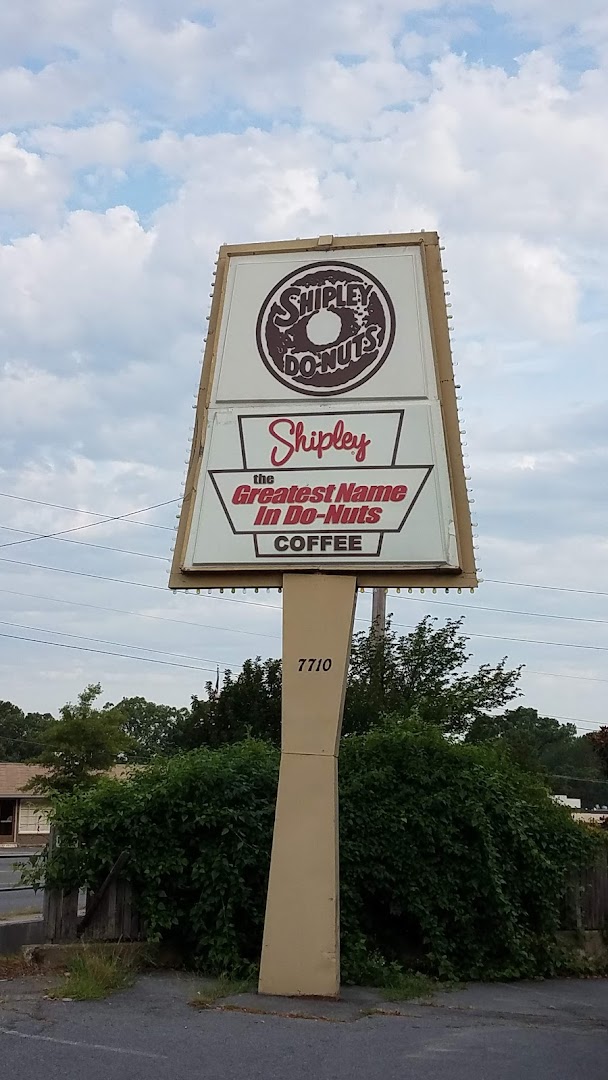 SHIPLEY
DO-NUTS
Shipley
the
Greatest Name
In Do-Nuts
COFFEE
7710